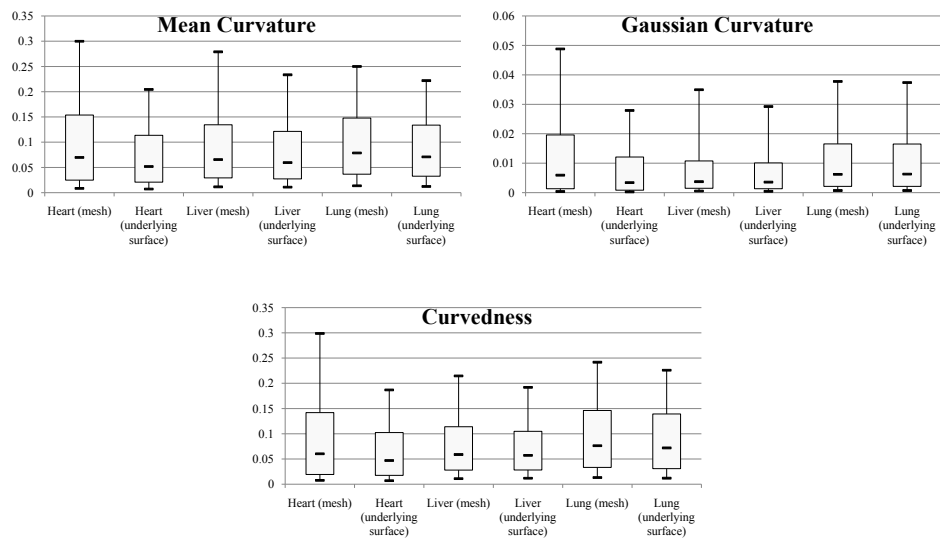 Mean Curvature
0.35
0.3
0.25
0.2
0.15
0.1
0.05
0
Heart (mesh)
Heart
(underlying
surface)
Liver (mesh)
Liver
(underlying
surface)
Lung (mesh)
Lung
(underlying
surface)
Gaussian Curvature
0.06
0.05
0.04
0.03
0.02
0.01
0
Heart (mesh)
Heart
(underlying
surface)
Liver (mesh)
Liver
(underlying
surface)
Lung (mesh)
Lung
(underlying
surface)
Curvedness
0.35
0.3
0.25
0.2
0.15
0.1
0.05
0
Heart (mesh)
Heart
(underlying
surface)
Liver (mesh)
Liver
(underlying
surface)
Lung (mesh)
Lung
(underlying
surface)